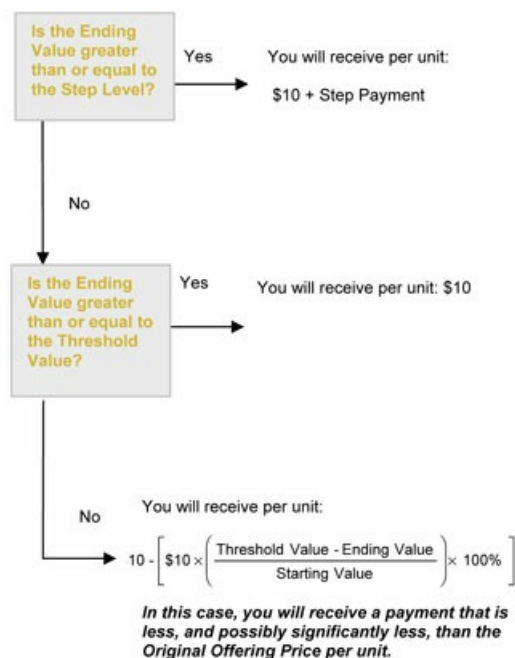 Is the Ending
Value greater
than or equal to
the Step Level?
Yes
You will receive per unit:
$10 + Step Payment
No
Is the Ending
Value greater
than or equal to
the Threshold
Value?
Yes
You will receive per unit: $10
No
You will receive per unit:
10 - [ $10 × ( Threshold Value - Ending Value
Starting Value ) × 100% ]
In this case, you will receive a payment that is
less, and possibly significantly less, than the
Original Offering Price per unit.